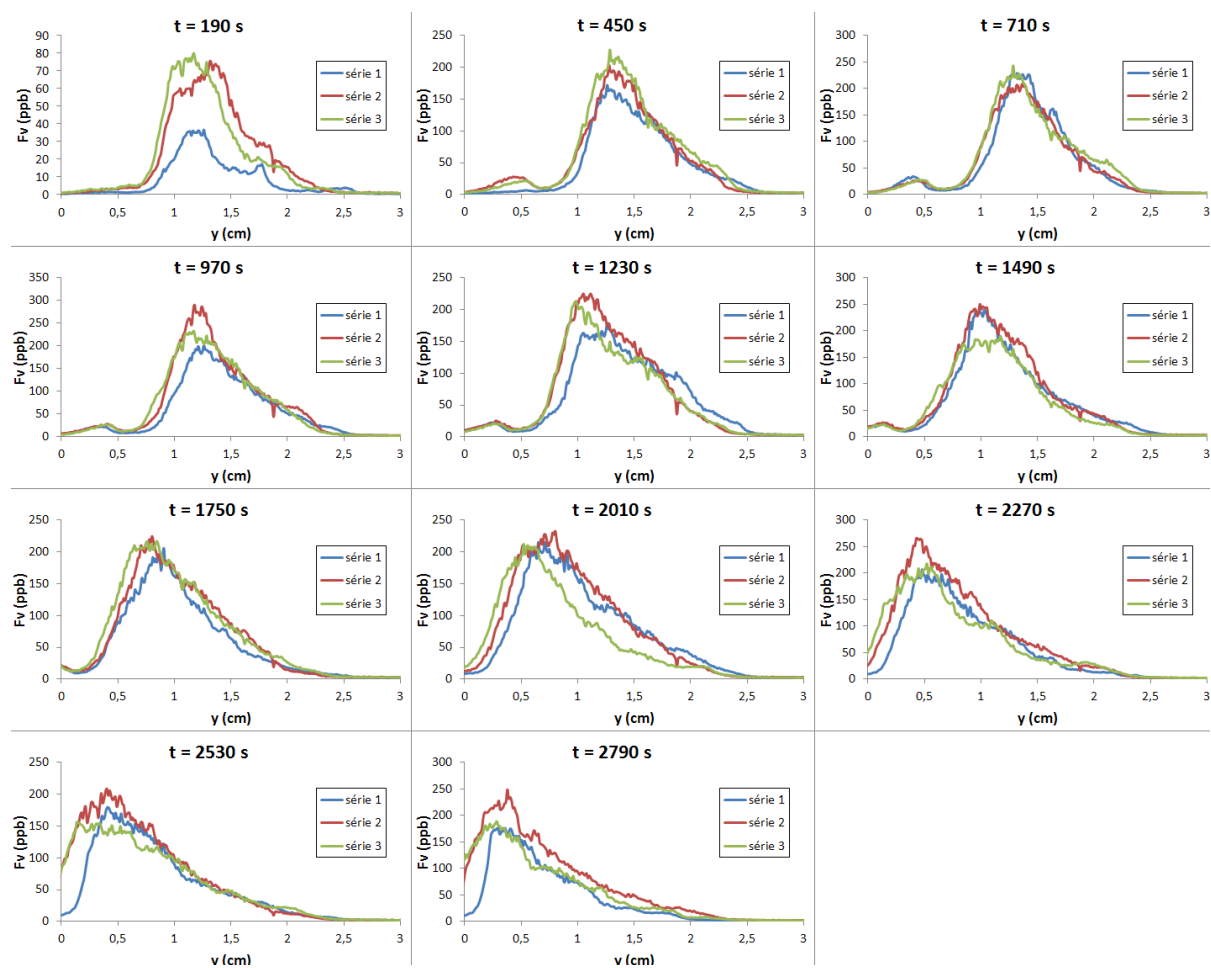 t = 190 s
Fv (ppb)
90
80
70
60
50
40
30
20
10
0
série 1
série 2
série 3
0 0,5 1 1,5 2 2,5 3
y (cm)
t = 450 s
Fv (ppb)
250
200
150
100
50
0
série 1
série 2
série 3
0 0,5 1 1,5 2 2,5 3
y (cm)
t = 710 s
Fv (ppb)
300
250
200
150
100
50
0
série 1
série 2
série 3
0 0,5 1 1,5 2 2,5 3
y (cm)
t = 970 s
Fv (ppb)
350
300
250
200
150
100
50
0
série 1
série 2
série 3
0 0,5 1 1,5 2 2,5 3
y (cm)
t = 1230 s
Fv (ppb)
250
200
150
100
50
0
série 1
série 2
série 3
0 0,5 1 1,5 2 2,5 3
y (cm)
t = 1490 s
Fv (ppb)
300
250
200
150
100
50
0
série 1
série 2
série 3
0 0,5 1 1,5 2 2,5 3
y (cm)
t = 1750 s
Fv (ppb)
250
200
150
100
50
0
série 1
série 2
série 3
0 0,5 1 1,5 2 2,5 3
y (cm)
t = 2010 s
Fv (ppb)
250
200
150
100
50
0
série 1
série 2
série 3
0 0,5 1 1,5 2 2,5 3
y (cm)
t = 2270 s
Fv (ppb)
300
250
200
150
100
50
0
série 1
série 2
série 3
0 0,5 1 1,5 2 2,5 3
y (cm)
t = 2530 s
Fv (ppb)
250
200
150
100
50
0
série 1
série 2
série 3
0 0,5 1 1,5 2 2,5 3
y (cm)
t = 2790 s
Fv (ppb)
300
250
200
150
100
50
0
série 1
série 2
série 3
0 0,5 1 1,5 2 2,5 3
y (cm)